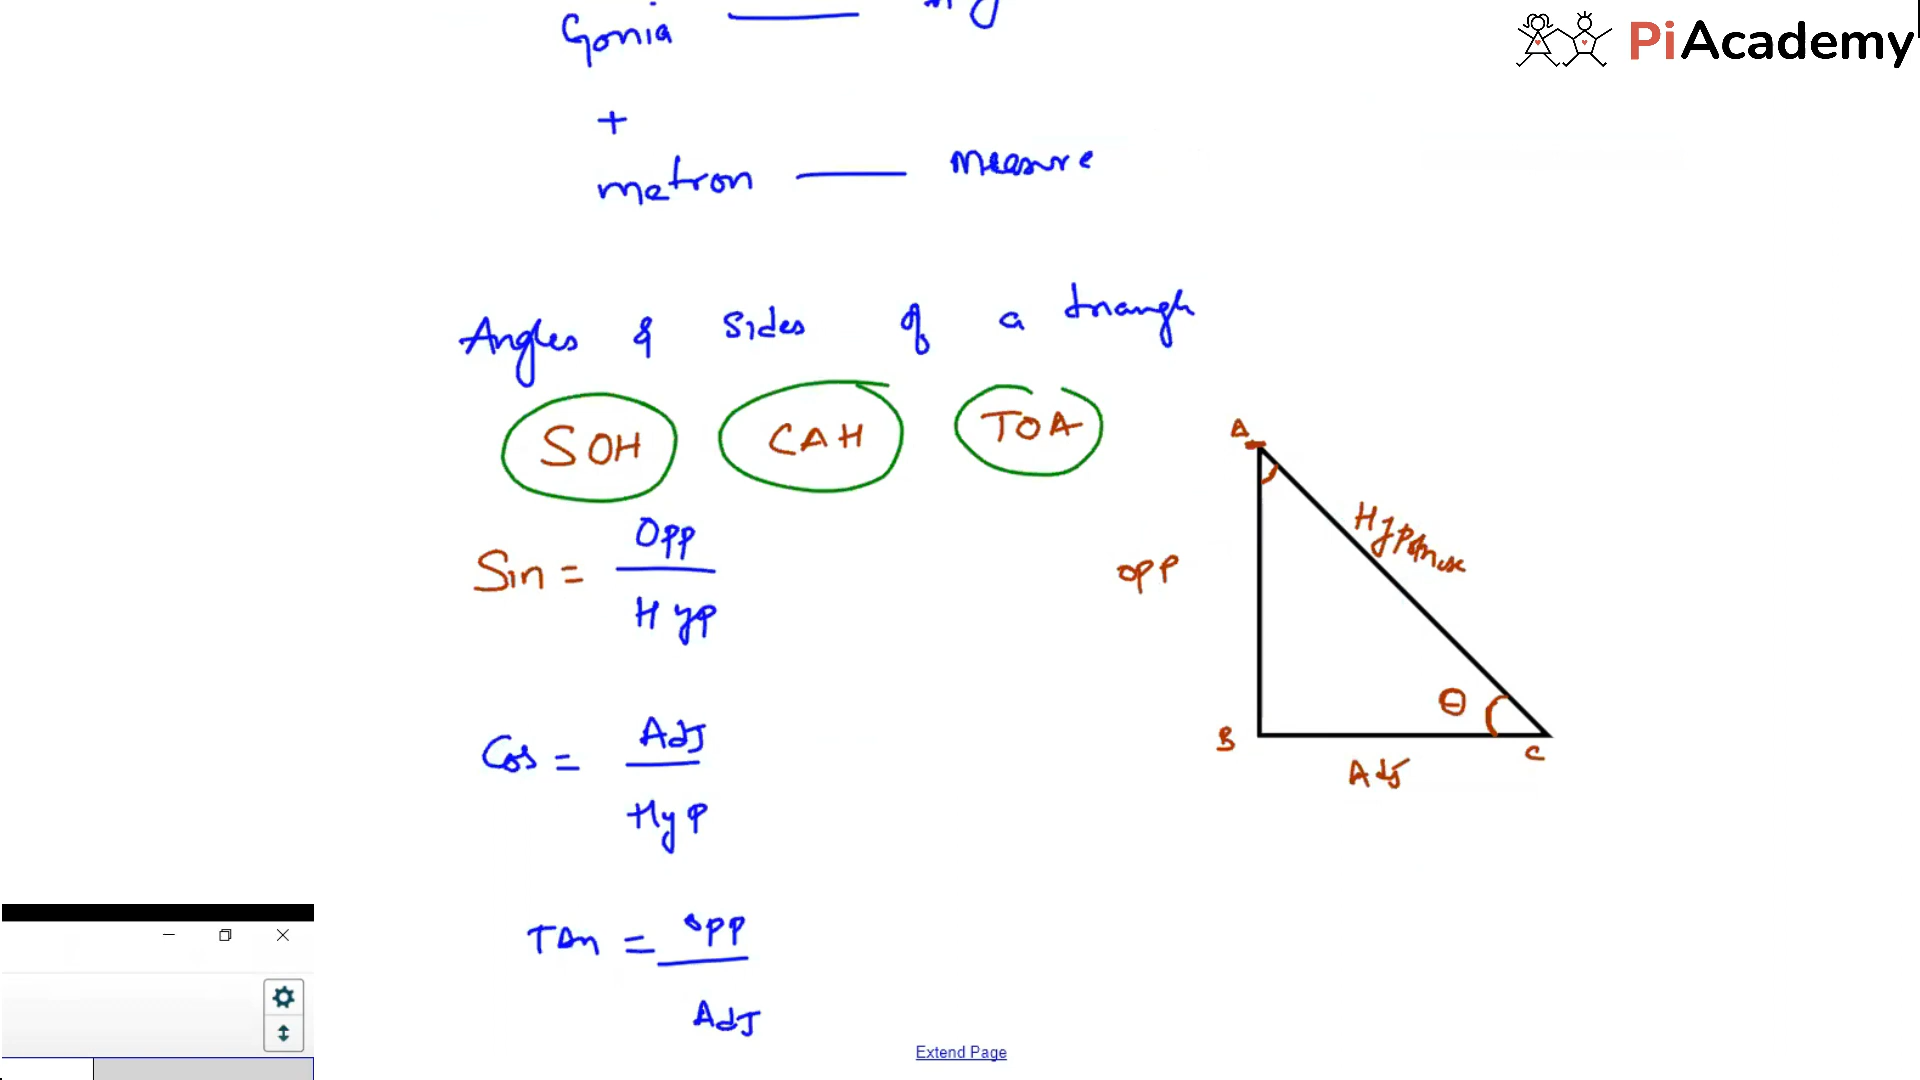 Gonia
PiAcademy
+
metron — measure
Angles & Sides of a triangle
SOH CAH TOA
A
Sin = Opp
Hyp
Hypotenuse
opp
θ
B
C
Adj
Cos = Adj
Hyp
TAn = opp
Adj
Extend Page